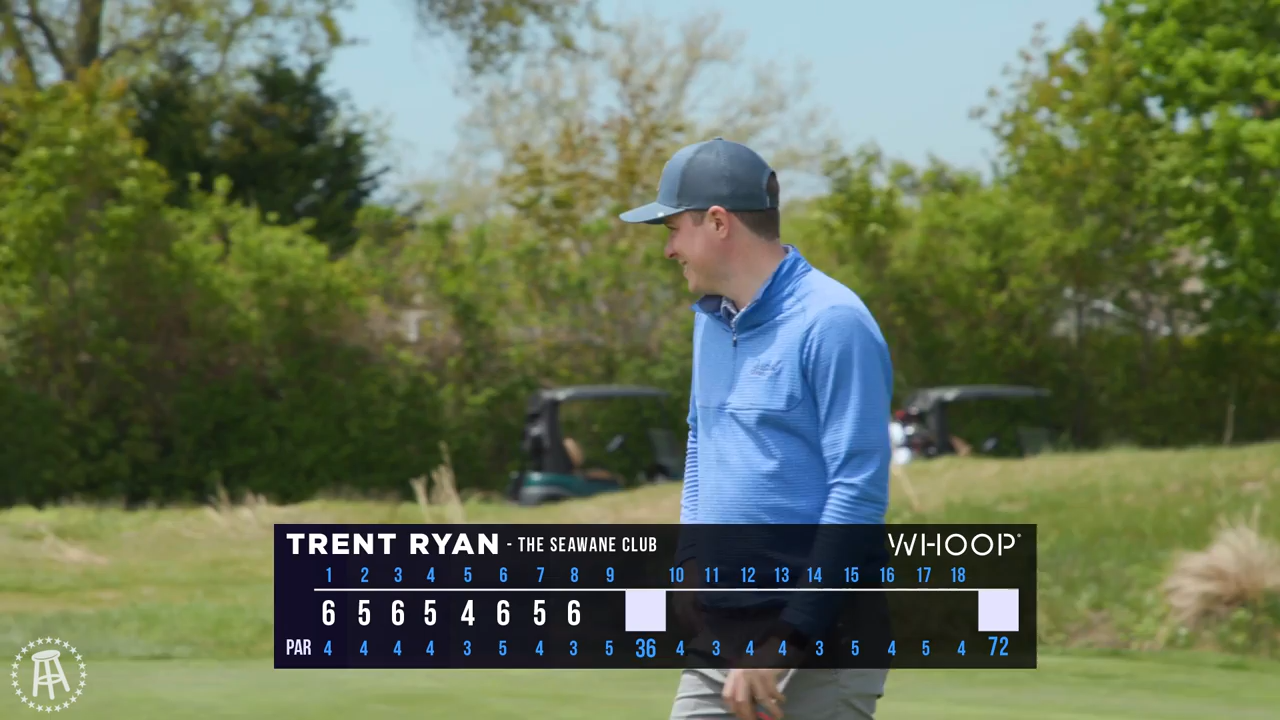 TRENT RYAN - THE SEAWANE CLUB WHOOP
1 2 3 4 5 6 7 8 9 10 11 12 13 14 15 16 17 18
6 5 6 5 4 6 5 6
PAR 4 4 4 4 3 5 4 3 5 36 4 3 4 4 3 5 4 5 4 72